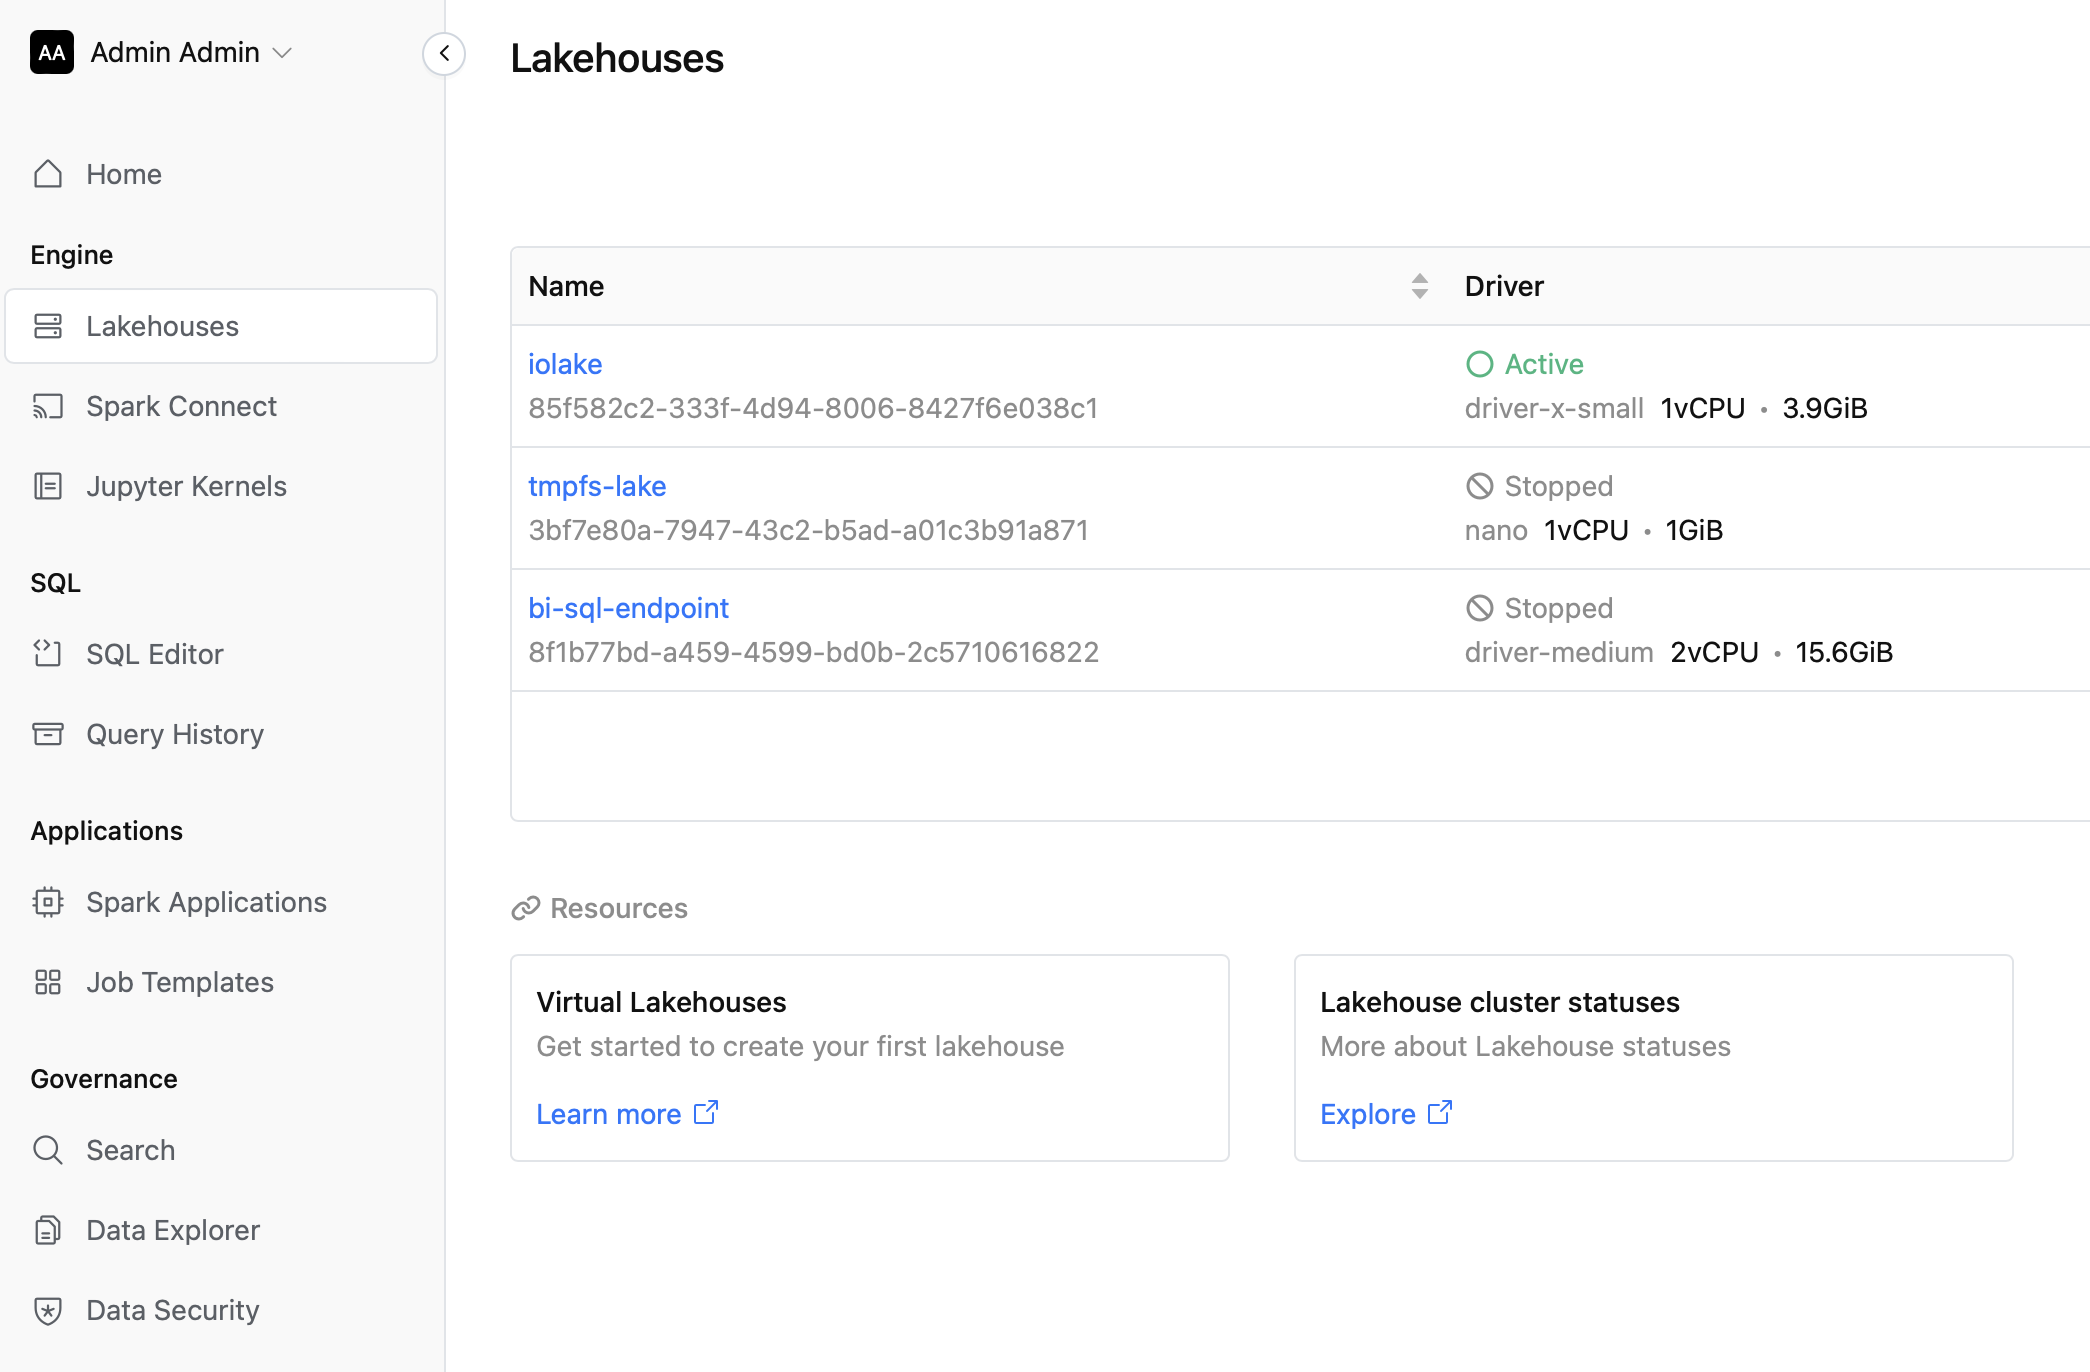 AA Admin Admin
Home
Engine
Lakehouses
Spark Connect
Jupyter Kernels
SQL
SQL Editor
Query History
Applications
Spark Applications
Job Templates
Governance
Search
Data Explorer
Data Security
Lakehouses
Name Driver
iolake Active
85f582c2-333f-4d94-8006-8427f6e038c1 driver-x-small 1vCPU • 3.9GiB
tmpfs-lake Stopped
3bf7e80a-7947-43c2-b5ad-a01c3b91a871 nano 1vCPU • 1GiB
bi-sql-endpoint Stopped
8f1b77bd-a459-4599-bd0b-2c5710616822 driver-medium 2vCPU • 15.6GiB
Resources
Virtual Lakehouses
Get started to create your first lakehouse
Learn more
Lakehouse cluster statuses
More about Lakehouse statuses
Explore